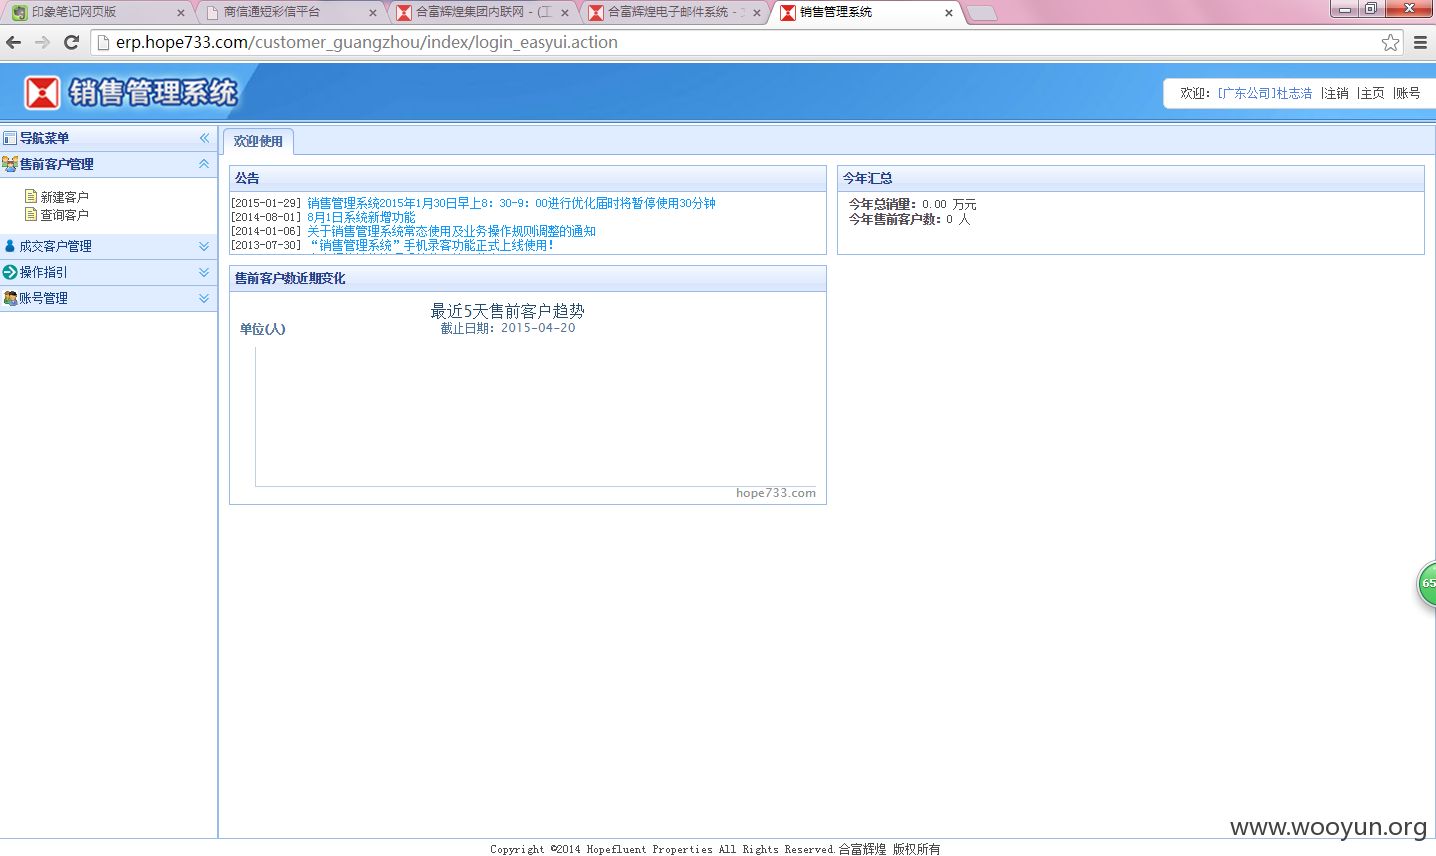 印象笔记网页版
商信通短彩信平台
合富辉煌集团内联网 - (工
合富辉煌电子邮件系统 -
销售管理系统
erp.hope733.com/customer_guangzhou/index/login_easyui.action
销售管理系统
欢迎：[广东公司]杜志浩 |注销 |主页 |账号
导航菜单
售前客户管理
新建客户
查询客户
成交客户管理
操作指引
账号管理
欢迎使用
公告
[2015-01-29] 销售管理系统2015年1月30日早上8：30-9：00进行优化届时将暂停使用30分钟
[2014-08-01] 8月1日系统新增功能
[2014-01-06] 关于销售管理系统常态使用及业务操作规则调整的通知
[2013-07-30] “销售管理系统”手机录客功能正式上线使用！
今年汇总
今年总销量：0.00 万元
今年售前客户数：0 人
售前客户数近期变化
最近5天售前客户趋势
截止日期：2015-04-20
单位(人)
hope733.com
65
www.wooyun.org
Copyright ©2014 Hopefluent Properties All Rights Reserved.合富辉煌 版权所有